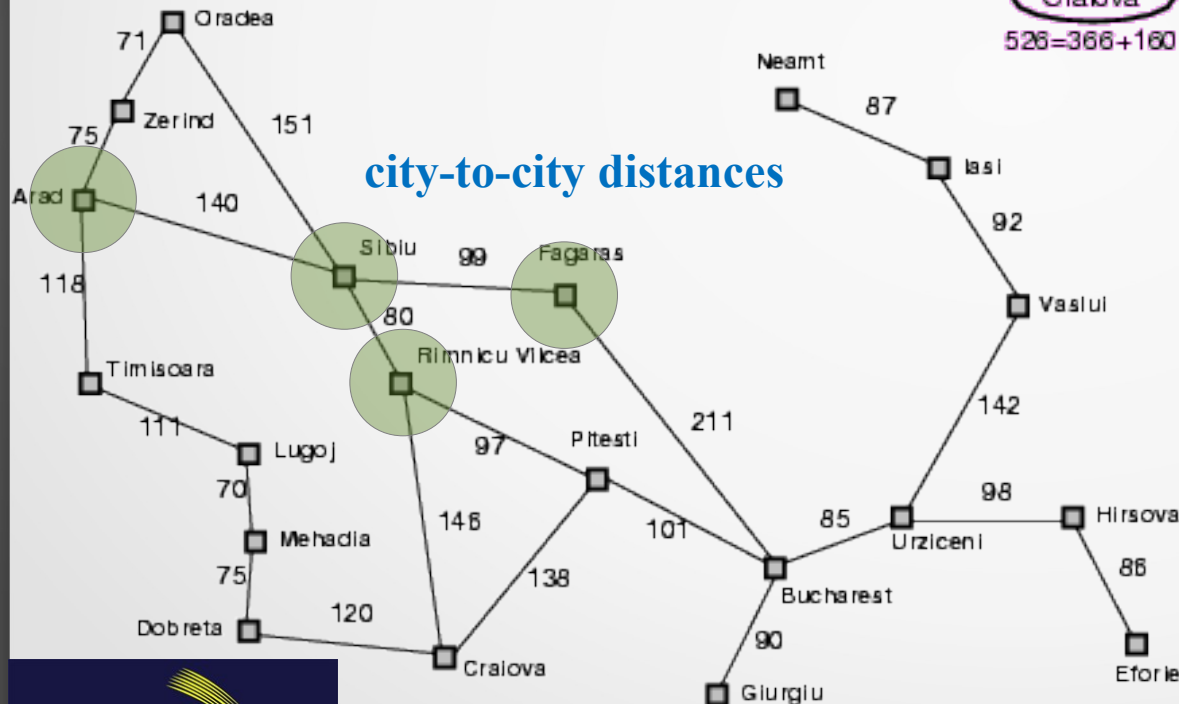 Oradea
Craiova
71
526=366+160
Neamt
87
Zerind
151
75
Iasi
city-to-city distances
Arad
140
92
Sibiu
99
Fagaras
118
80
Vaslui
Rimnicu Vilcea
Timisoara
142
211
111
Pitesti
97
Lugoj
70
98
146
85
Hirsova
101
Urziceni
Mehadia
86
75
138
Bucharest
120
Dobreta
90
Craiova
Eforie
Giurgiu